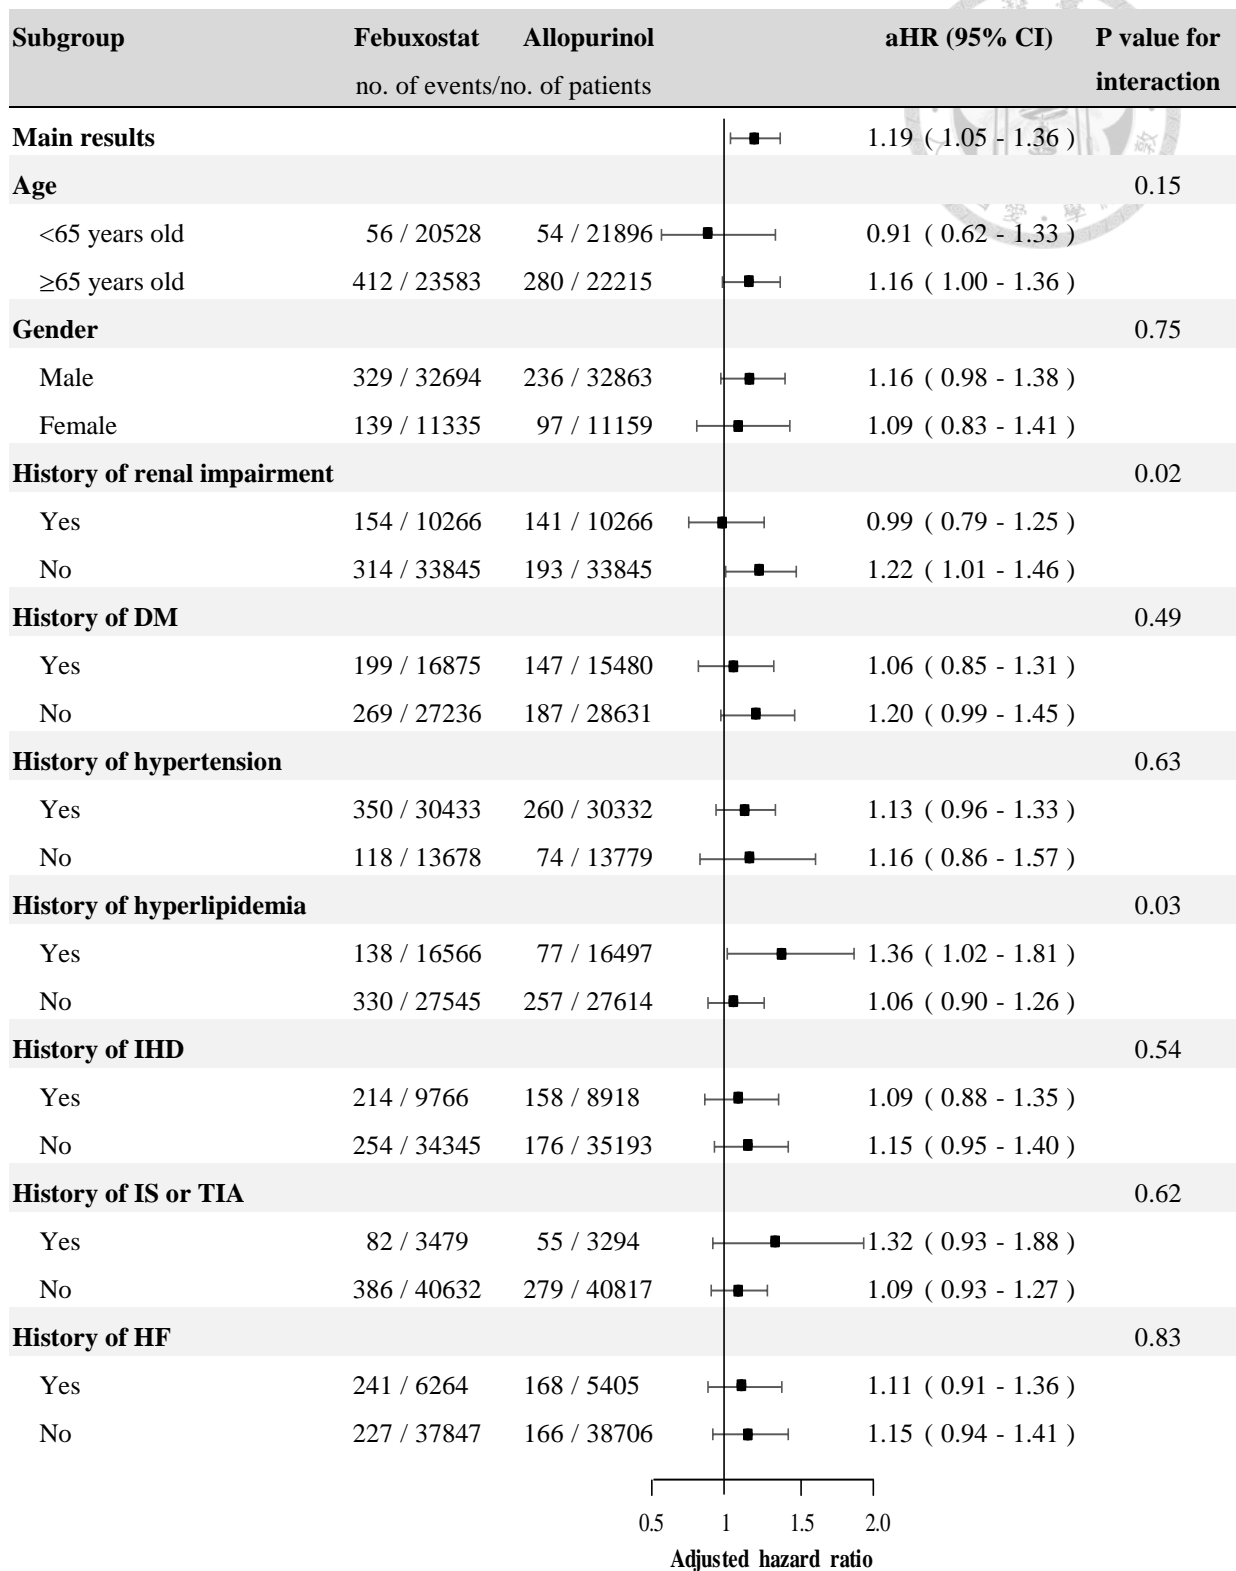 Subgroup Febuxostat Allopurinol aHR (95% CI) P value for
no. of events/no. of patients interaction
Main results 1.19 ( 1.05 - 1.36 )
Age 0.15
<65 years old 56 / 20528 54 / 21896 0.91 ( 0.62 - 1.33 )
≥65 years old 412 / 23583 280 / 22215 1.16 ( 1.00 - 1.36 )
Gender 0.75
Male 329 / 32694 236 / 32863 1.16 ( 0.98 - 1.38 )
Female 139 / 11335 97 / 11159 1.09 ( 0.83 - 1.41 )
History of renal impairment 0.02
Yes 154 / 10266 141 / 10266 0.99 ( 0.79 - 1.25 )
No 314 / 33845 193 / 33845 1.22 ( 1.01 - 1.46 )
History of DM 0.49
Yes 199 / 16875 147 / 15480 1.06 ( 0.85 - 1.31 )
No 269 / 27236 187 / 28631 1.20 ( 0.99 - 1.45 )
History of hypertension 0.63
Yes 350 / 30433 260 / 30332 1.13 ( 0.96 - 1.33 )
No 118 / 13678 74 / 13779 1.16 ( 0.86 - 1.57 )
History of hyperlipidemia 0.03
Yes 138 / 16566 77 / 16497 1.36 ( 1.02 - 1.81 )
No 330 / 27545 257 / 27614 1.06 ( 0.90 - 1.26 )
History of IHD 0.54
Yes 214 / 9766 158 / 8918 1.09 ( 0.88 - 1.35 )
No 254 / 34345 176 / 35193 1.15 ( 0.95 - 1.40 )
History of IS or TIA 0.62
Yes 82 / 3479 55 / 3294 1.32 ( 0.93 - 1.88 )
No 386 / 40632 279 / 40817 1.09 ( 0.93 - 1.27 )
History of HF 0.83
Yes 241 / 6264 168 / 5405 1.11 ( 0.91 - 1.36 )
No 227 / 37847 166 / 38706 1.15 ( 0.94 - 1.41 )
0.5 1 1.5 2.0
Adjusted hazard ratio